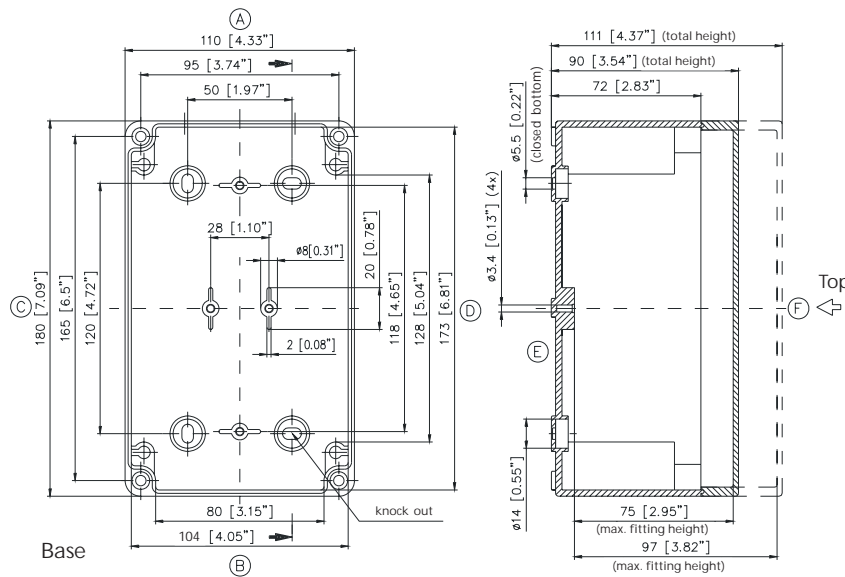 A
110 [4.33”]
95 [3.74”]
50 [1.97”]
111 [4.37”] (total height)
90 [3.54”] (total height)
72 [2.83”]
ø5.5 [0.22”]
(closed bottom)
ø3.4 [0.13”] (4x)
28 [1.10”]
ø8[0.31”]
20 [0.78”]
2 [0.08”]
C
180 [7.09”]
165 [6.5”]
120 [4.72”]
118 [4.65”]
128 [5.04”]
173 [6.81”]
D
E
F
Top
ø14 [0.55”]
80 [3.15”]
knock out
104 [4.05”]
Base
B
75 [2.95”]
(max. fitting height)
97 [3.82”]
(max. fitting height)